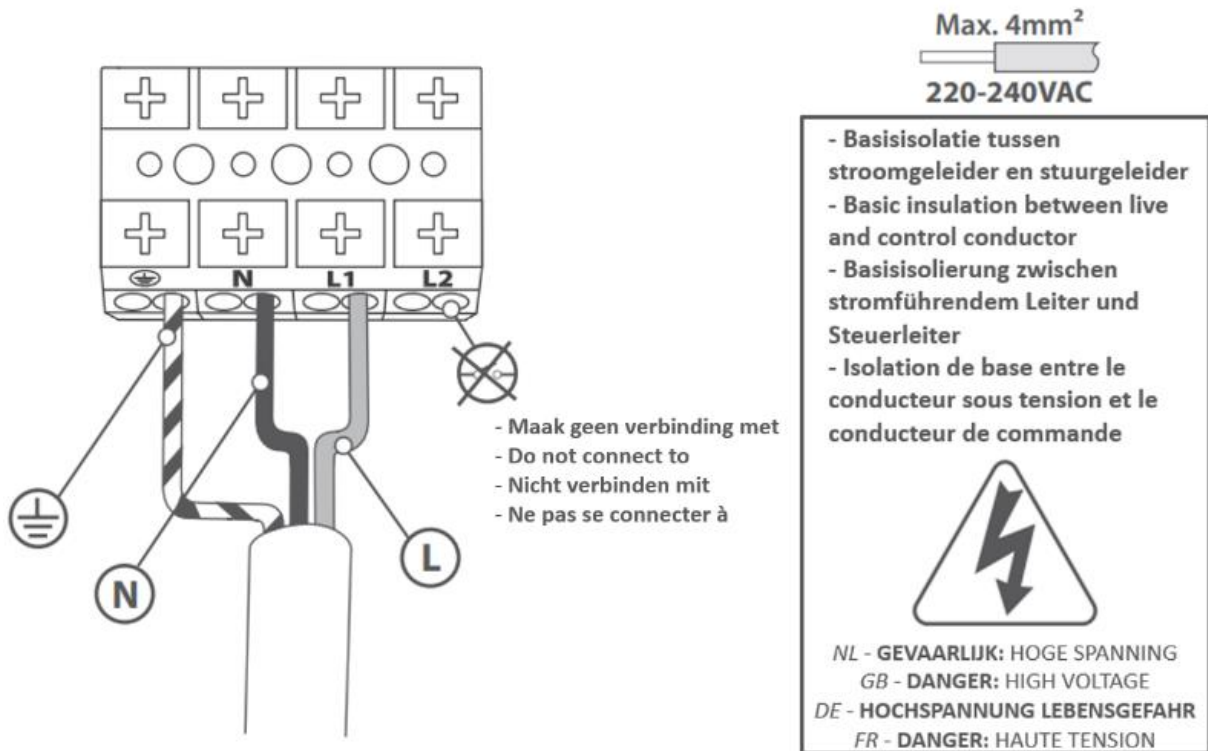 Max. 4mm²
220-240VAC
N L1 L2
- Maak geen verbinding met
- Do not connect to
- Nicht verbinden mit
- Ne pas se connecter à
N
L
- Basisisolatie tussen
stroomgeleider en stuurgeleider
- Basic insulation between live
and control conductor
- Basisisolierung zwischen
stromführendem Leiter und
Steuerleiter
- Isolation de base entre le
conducteur sous tension et le
conducteur de commande
NL - GEVAARLIJK: HOGE SPANNING
GB - DANGER: HIGH VOLTAGE
DE - HOCHSPANNUNG LEBENSGEFAHR
FR - DANGER: HAUTE TENSION